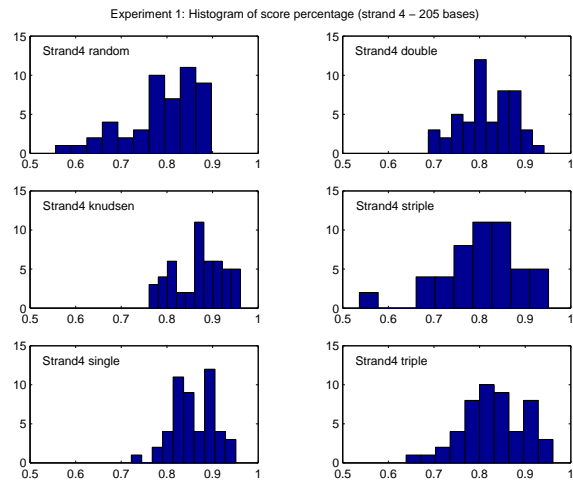 Experiment 1: Histogram of score percentage (strand 4 − 205 bases)
Strand4 random
15
10
5
0
0.5 0.6 0.7 0.8 0.9 1
Strand4 double
15
10
5
0
0.5 0.6 0.7 0.8 0.9 1
Strand4 knudsen
15
10
5
0
0.5 0.6 0.7 0.8 0.9 1
Strand4 striple
15
10
5
0
0.5 0.6 0.7 0.8 0.9 1
Strand4 single
15
10
5
0
0.5 0.6 0.7 0.8 0.9 1
Strand4 triple
15
10
5
0
0.5 0.6 0.7 0.8 0.9 1